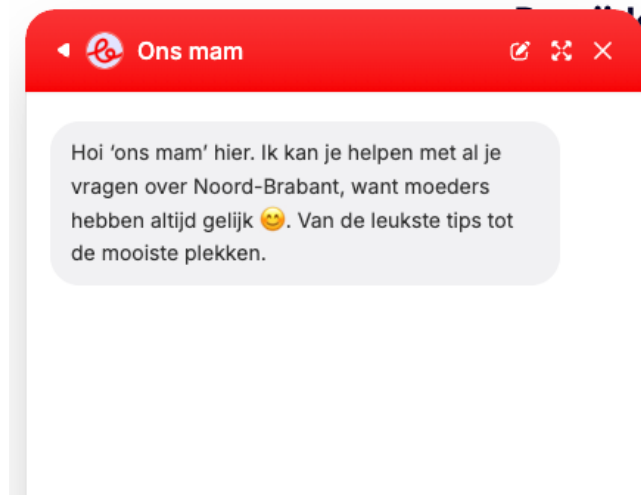 Ons mam
Hoi ‘ons mam’ hier. Ik kan je helpen met al je
vragen over Noord-Brabant, want moeders
hebben altijd gelijk 😊. Van de leukste tips tot
de mooiste plekken.